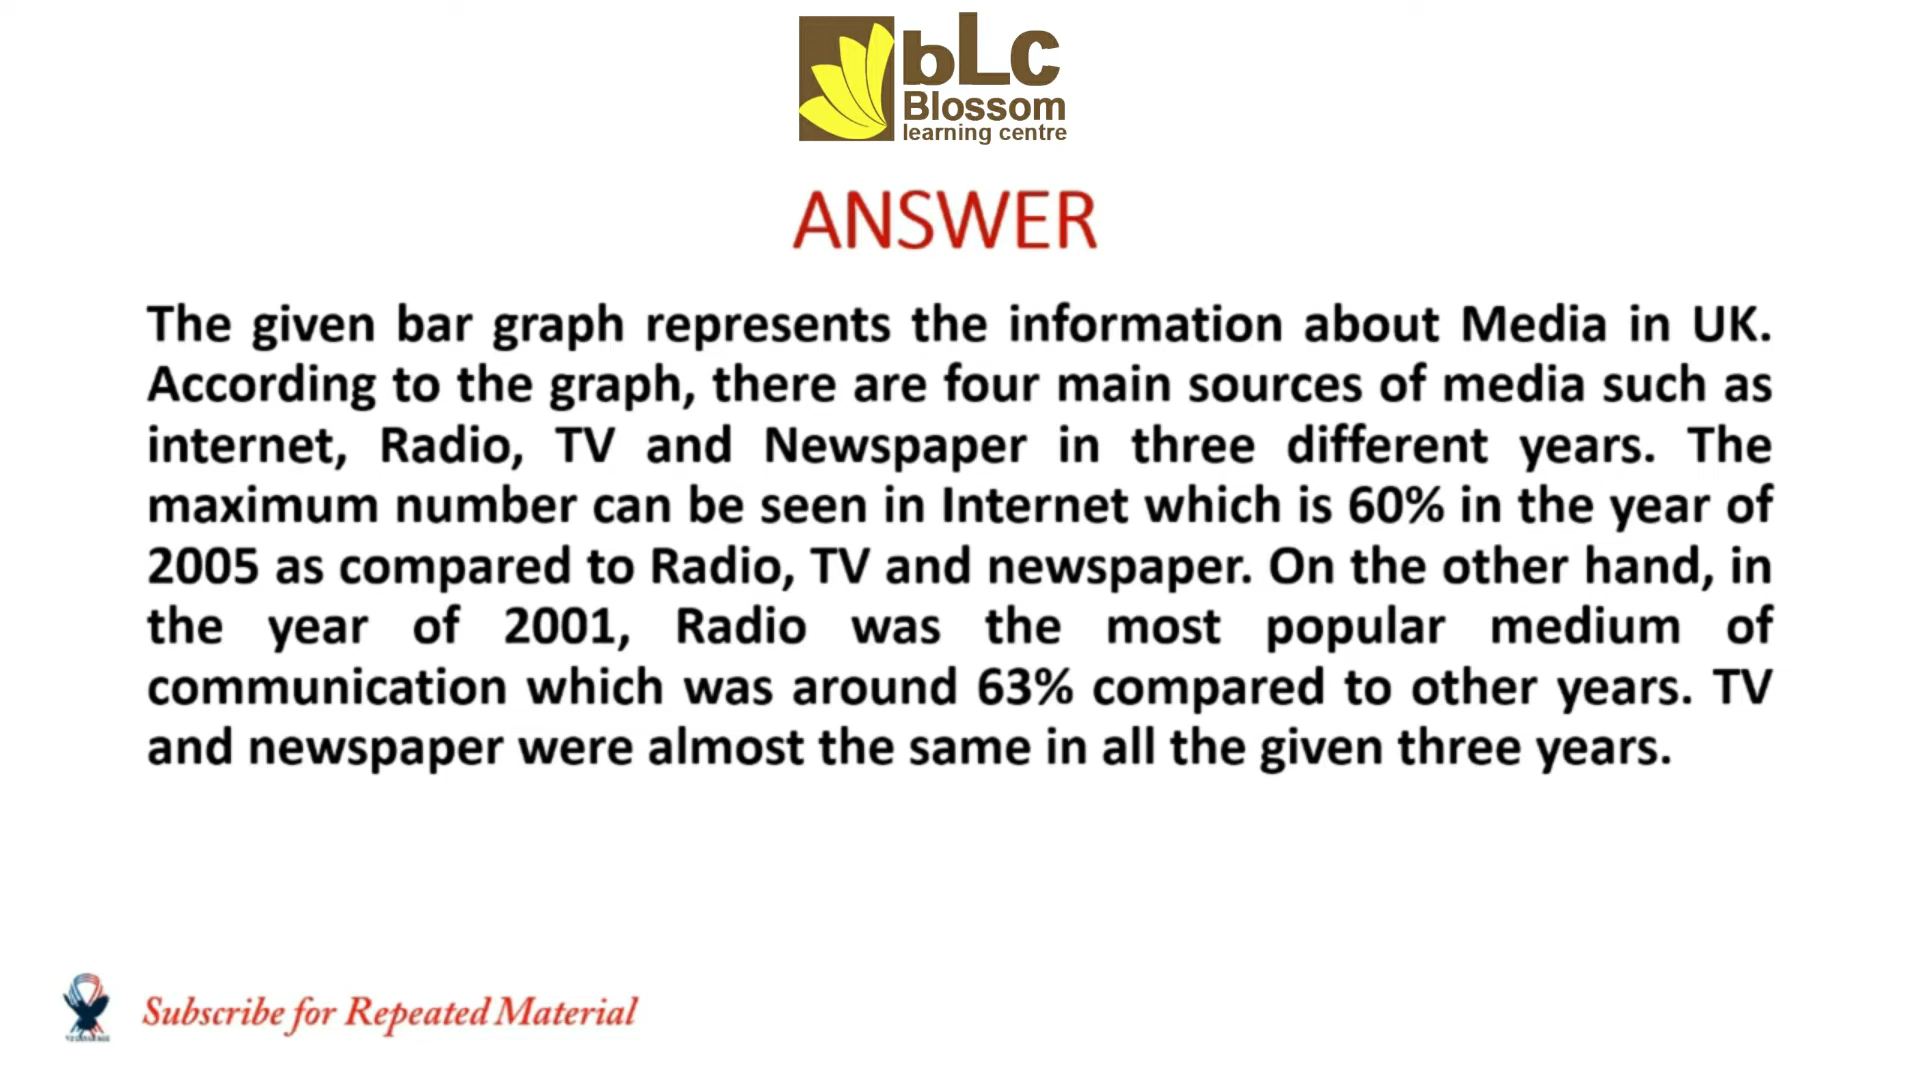 bLc
Blossom
learning centre
ANSWER
The given bar graph represents the information about Media in UK.
According to the graph, there are four main sources of media such as
internet, Radio, TV and Newspaper in three different years. The
maximum number can be seen in Internet which is 60% in the year of
2005 as compared to Radio, TV and newspaper. On the other hand, in
the year of 2001, Radio was the most popular medium of
communication which was around 63% compared to other years. TV
and newspaper were almost the same in all the given three years.
Subscribe for Repeated Material